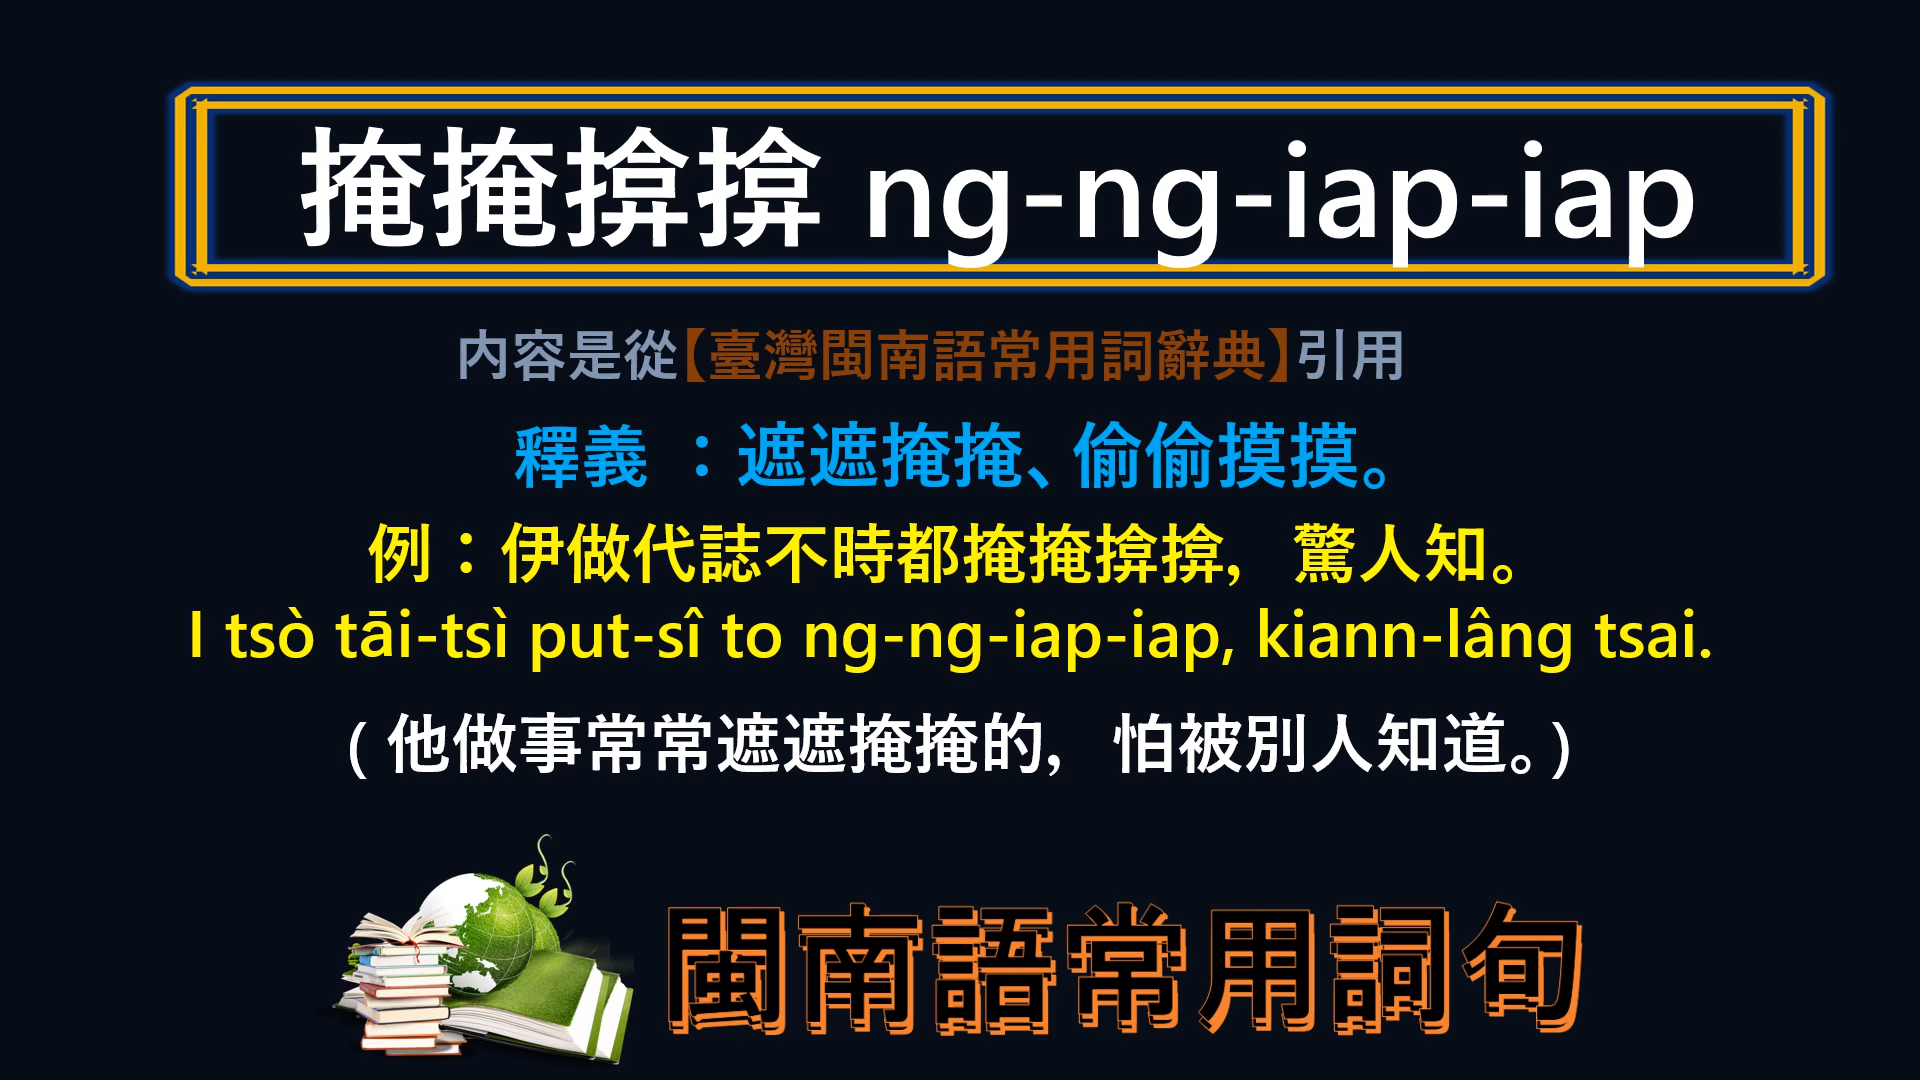 掩掩揜揜 ng-ng-iap-iap
內容是從【臺灣閩南語常用詞辭典】引用
釋義 ：遮遮掩掩、偷偷摸摸。
例：伊做代誌不時都掩掩揜揜，驚人知。
I tsò tāi-tsì put-sî to ng-ng-iap-iap, kiann-lâng tsai.
( 他做事常常遮遮掩掩的，怕被別人知道。)
閩南語常用詞句